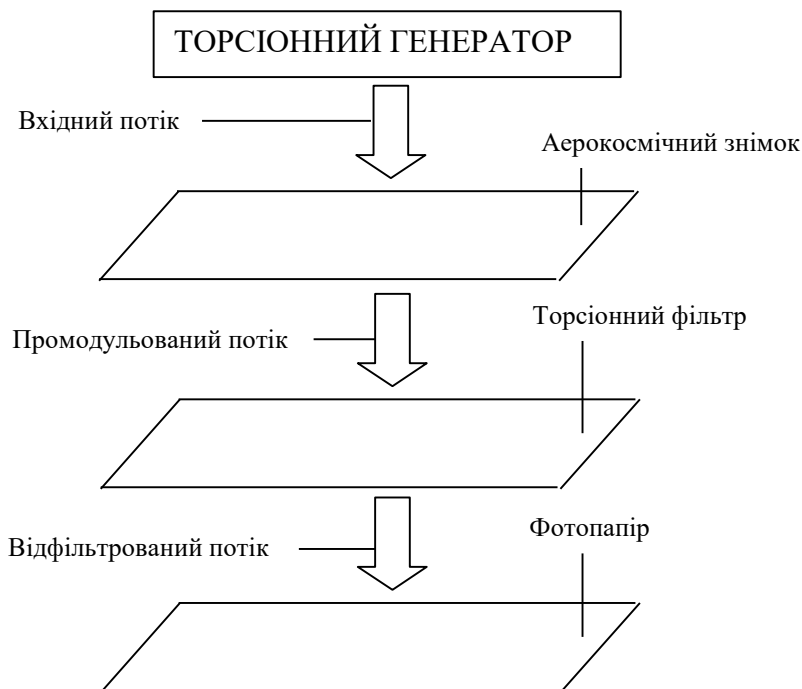 ТОРСІОННИЙ ГЕНЕРАТОР
Вхідний потік
Аерокосмічний знімок
Торсіонний фільтр
Промодульований потік
Фотопапір
Відфільтрований потік